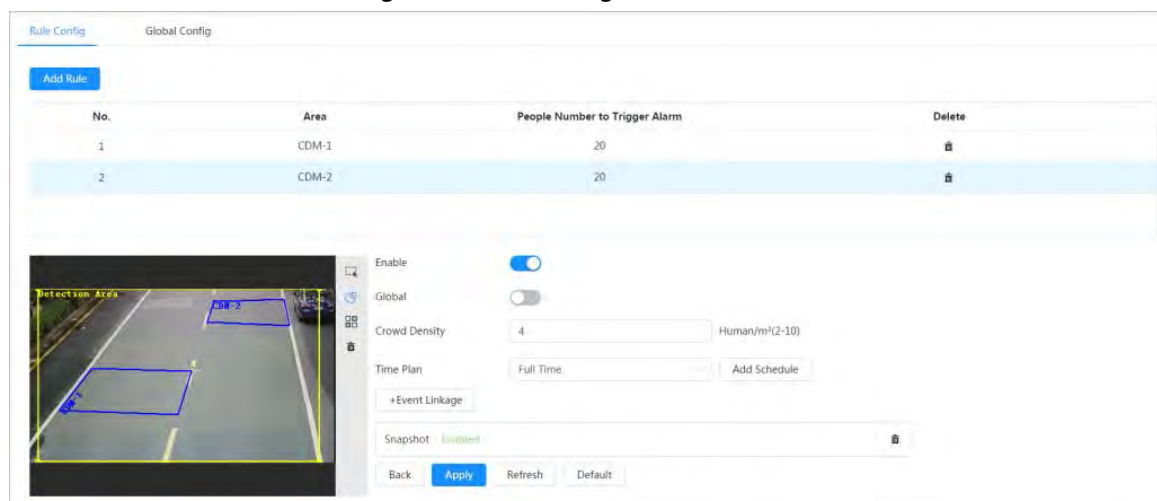 Rule Config Global Config
Add Rule
No. Area People Number to Trigger Alarm Delete
1 CDM-1 20
2 CDM-2 20
Detection Area
CDM-2
CDM-1
Enable
Global
Crowd Density 4 Human/m²(2-10)
Time Plan Full Time Add Schedule
+Event Linkage
Snapshot Enabled
Back Apply Refresh Default